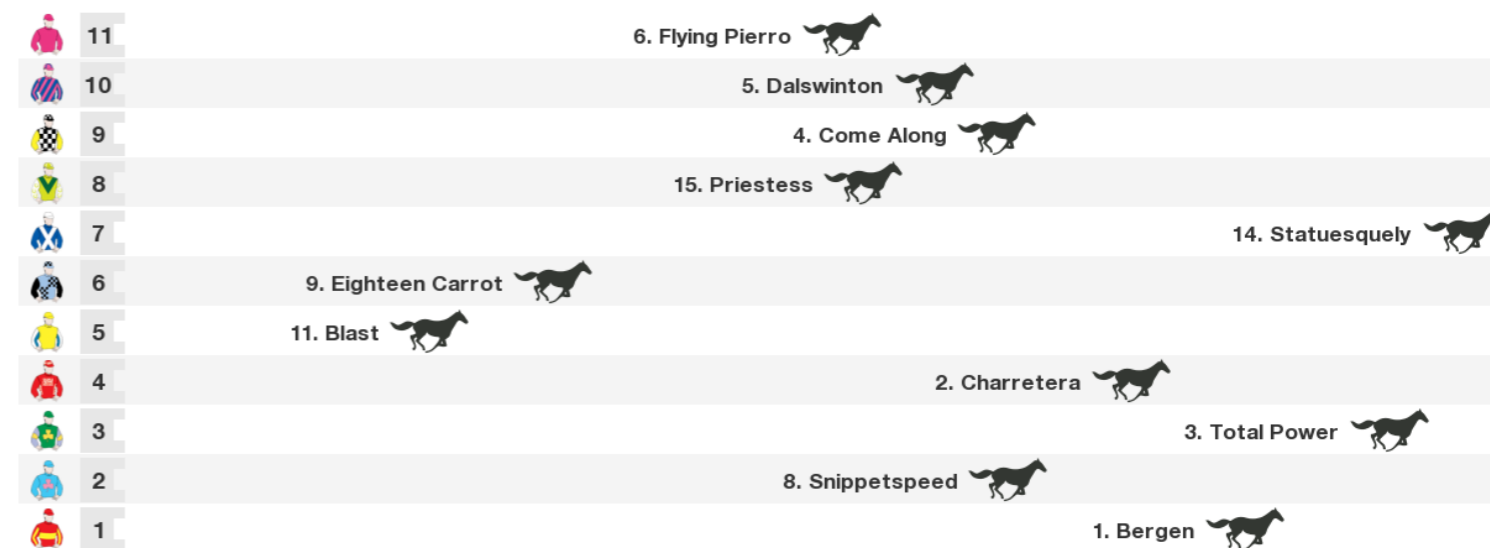 11 6. Flying Pierro
10 5. Dalswinton
9 4. Come Along
8 15. Priestess
7 14. Statuesquely
6 9. Eighteen Carrot
5 11. Blast
4 2. Charretera
3 3. Total Power
2 8. Snippetspeed
1 1. Bergen